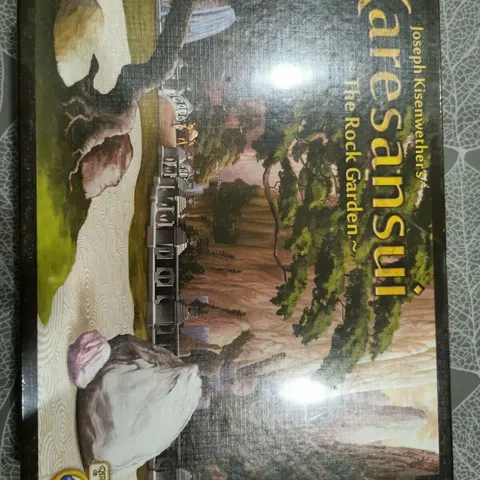 Joseph Kisenwether's
Karesansui
~ The Rock Garden ~